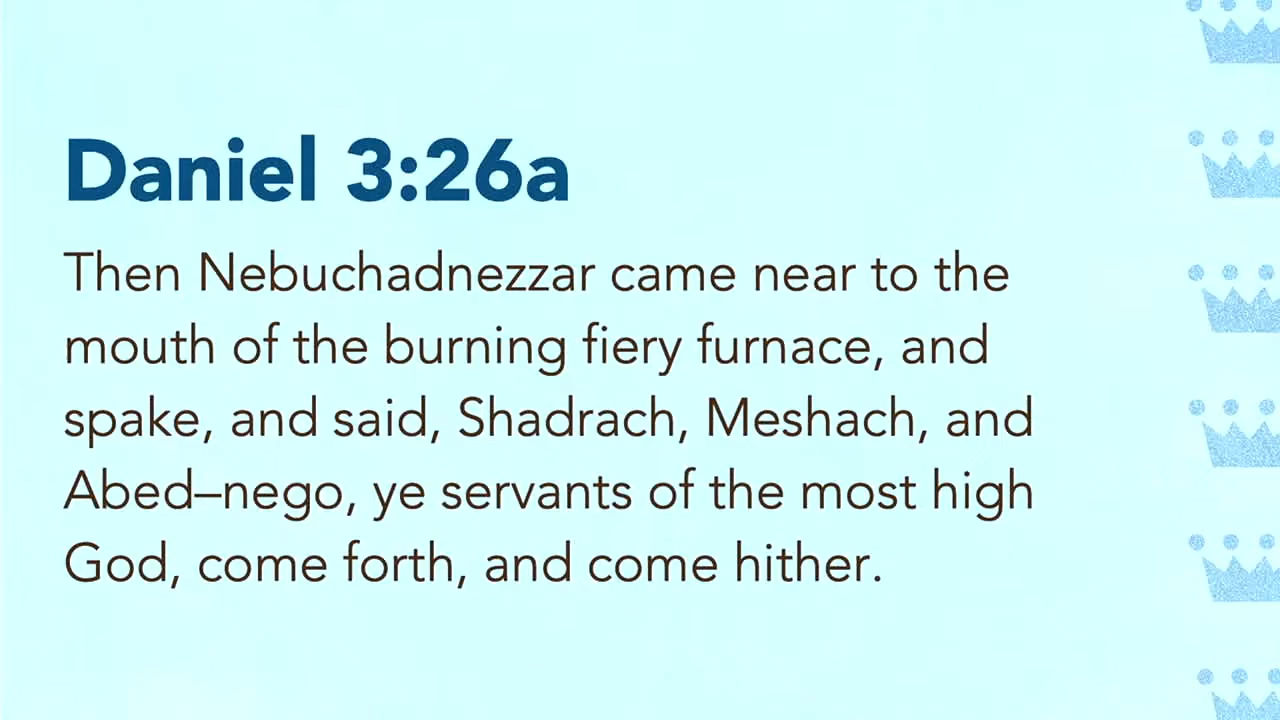 Daniel 3:26a
Then Nebuchadnezzar came near to the
mouth of the burning fiery furnace, and
spake, and said, Shadrach, Meshach, and
Abed–nego, ye servants of the most high
God, come forth, and come hither.